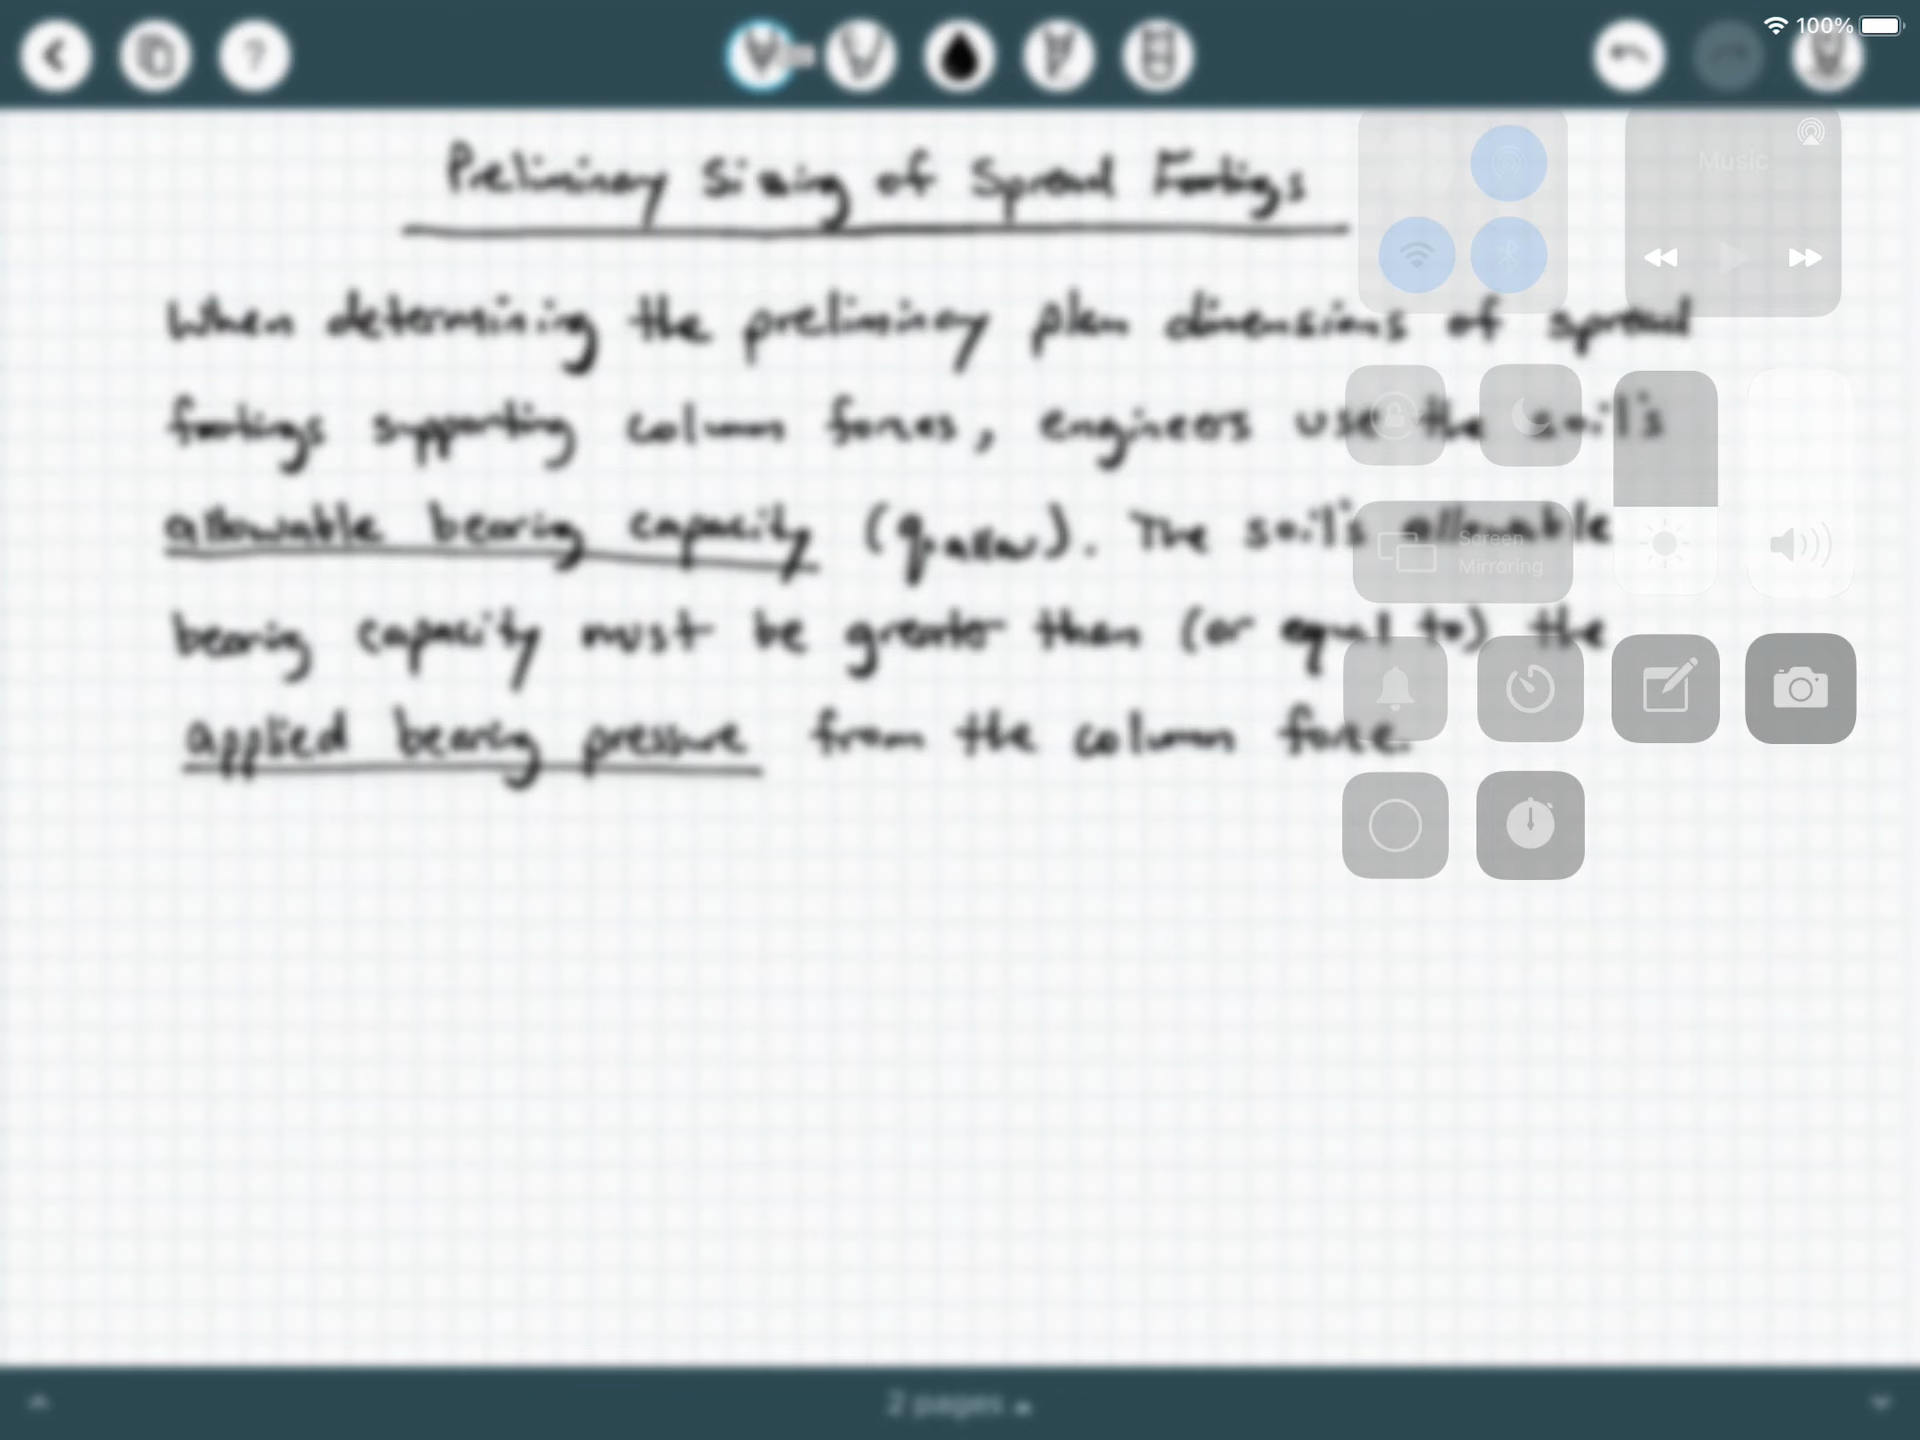 100%
Preliminary Sizing of Spread Footings
Music
When determining the preliminary plan dimensions of spread
footings supporting column forces, engineers use the soil's
allowable bearing capacity (qallow). The soil's allowable
Screen
Mirroring
bearing capacity must be greater than (or equal to) the
applied bearing pressure from the column force.
2 pages